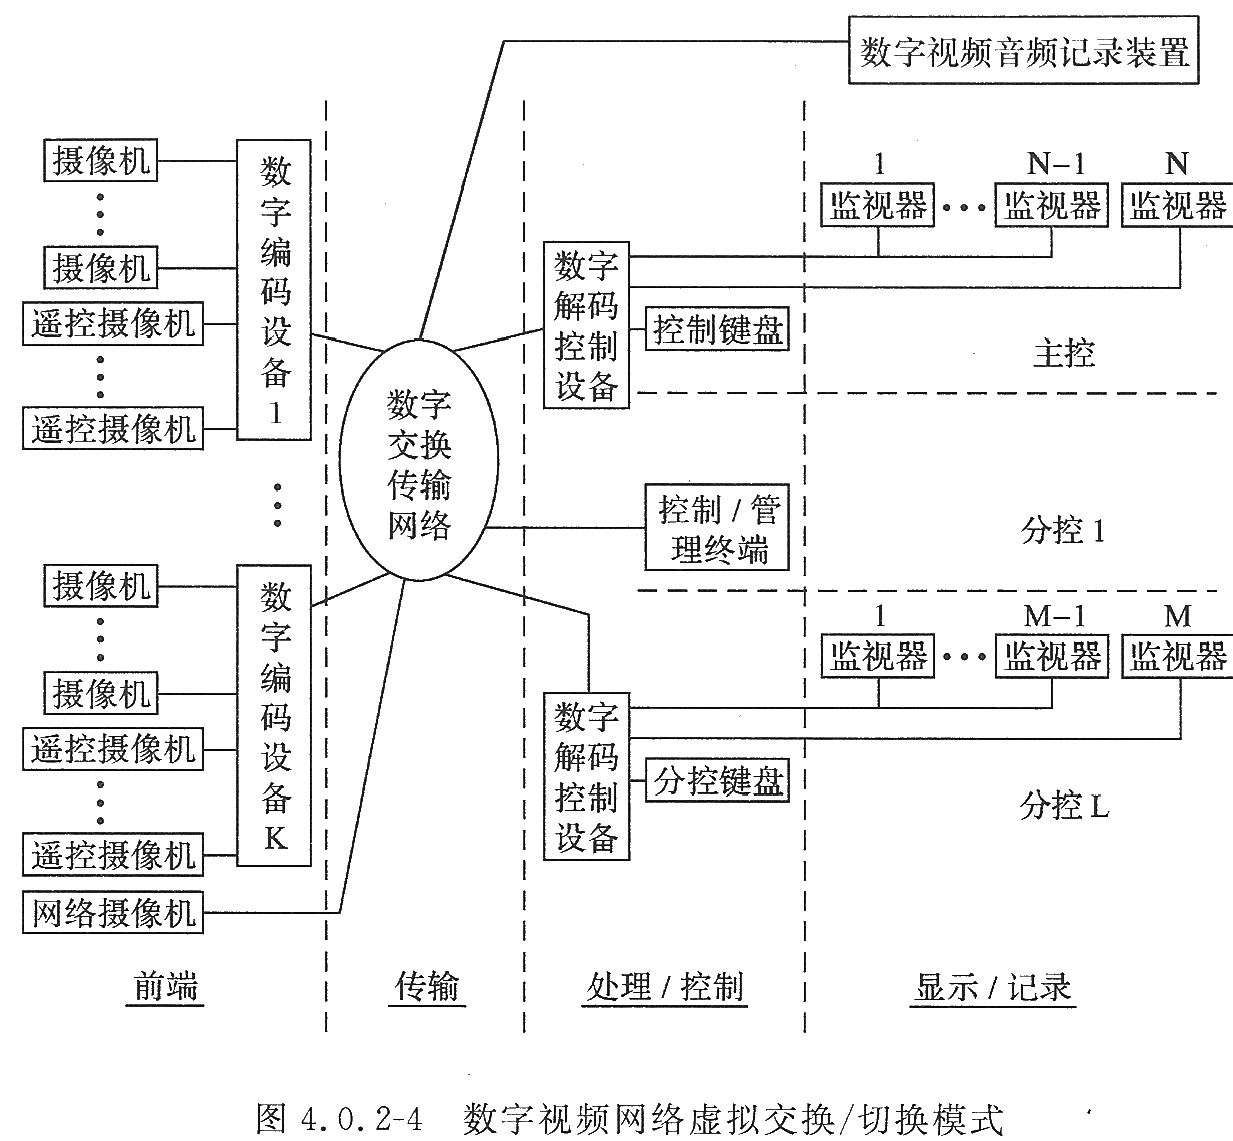 数字视频音频记录装置
摄像机
摄像机
遥控摄像机
遥控摄像机
数字编码设备1
摄像机
摄像机
遥控摄像机
遥控摄像机
数字编码设备K
网络摄像机
数字
交换
传输
网络
数字
解码
控制
设备
控制键盘
1
N-1
N
监视器
监视器
监视器
主控
控制/管
理终端
分控1
数字
解码
控制
设备
分控键盘
1
M-1
M
监视器
监视器
监视器
分控L
前端
传输
处理/控制
显示/记录
图 4.0.2-4 数字视频网络虚拟交换/切换模式